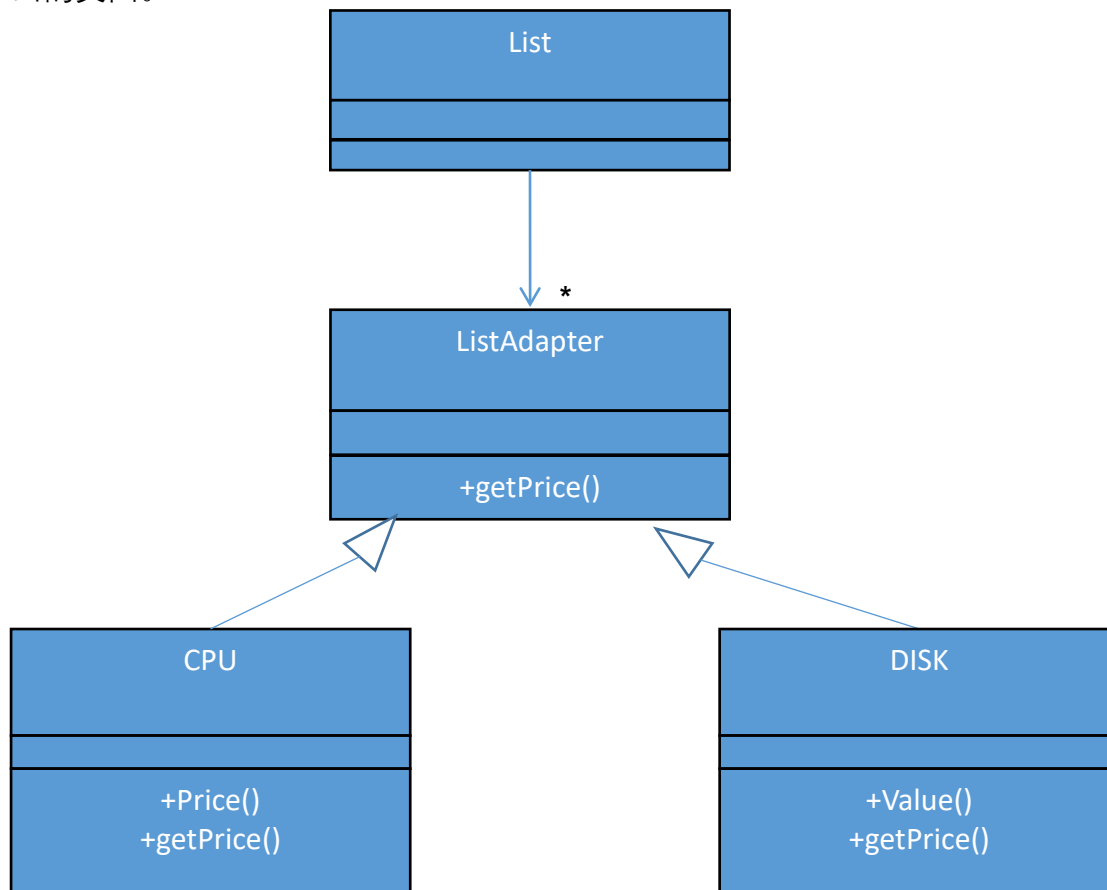 List
*
ListAdapter
+getPrice()
CPU
DISK
+Price()
+getPrice()
+Value()
+getPrice()